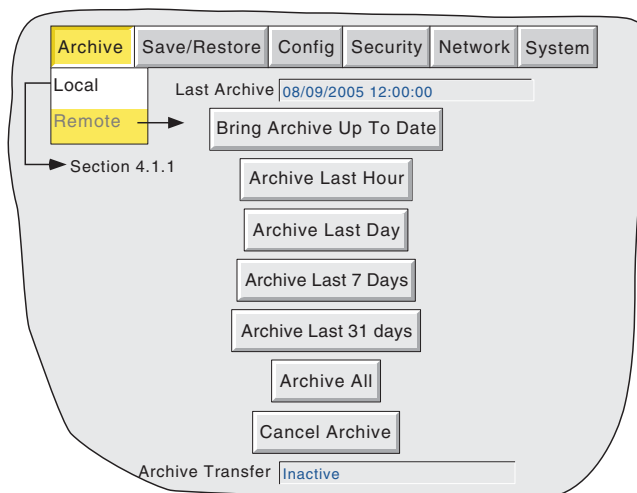 Archive Save/Restore Config Security Network System
Local
Last Archive 08/09/2005 12:00:00
Remote
Bring Archive Up To Date
Section 4.1.1
Archive Last Hour
Archive Last Day
Archive Last 7 Days
Archive Last 31 days
Archive All
Cancel Archive
Archive Transfer Inactive